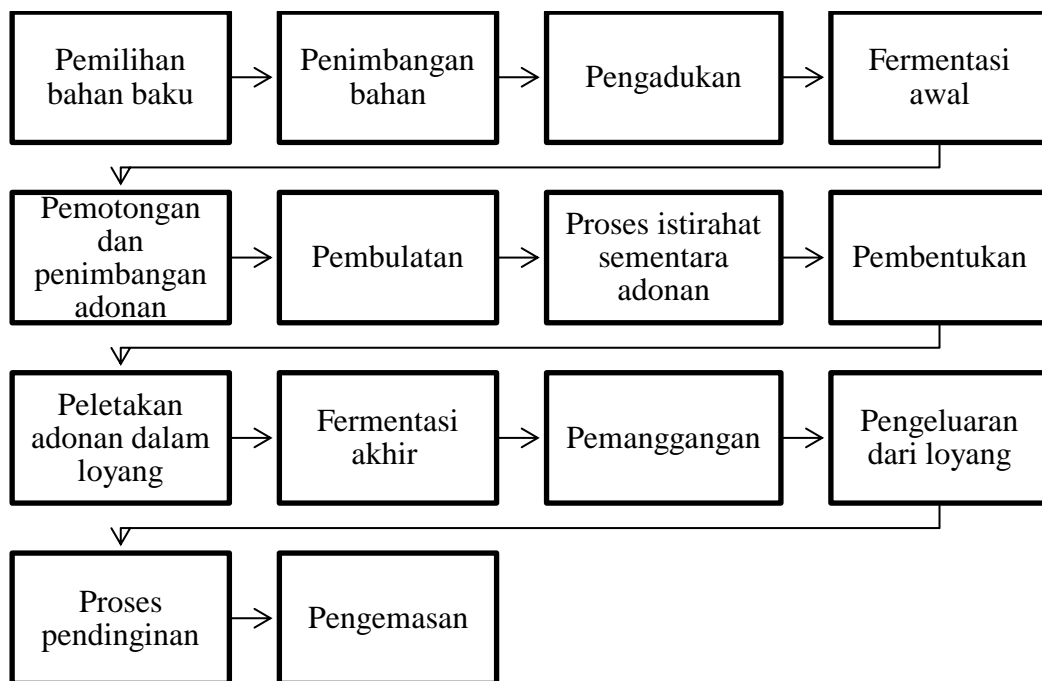 Pemilihan
bahan baku
Penimbangan
bahan
Pengadukan
Fermentasi
awal
Pemotongan
dan
penimbangan
adonan
Pembulatan
Proses istirahat
sementara
adonan
Pembentukan
Peletakan
adonan dalam
loyang
Fermentasi
akhir
Pemanggangan
Pengeluaran
dari loyang
Proses
pendinginan
Pengemasan